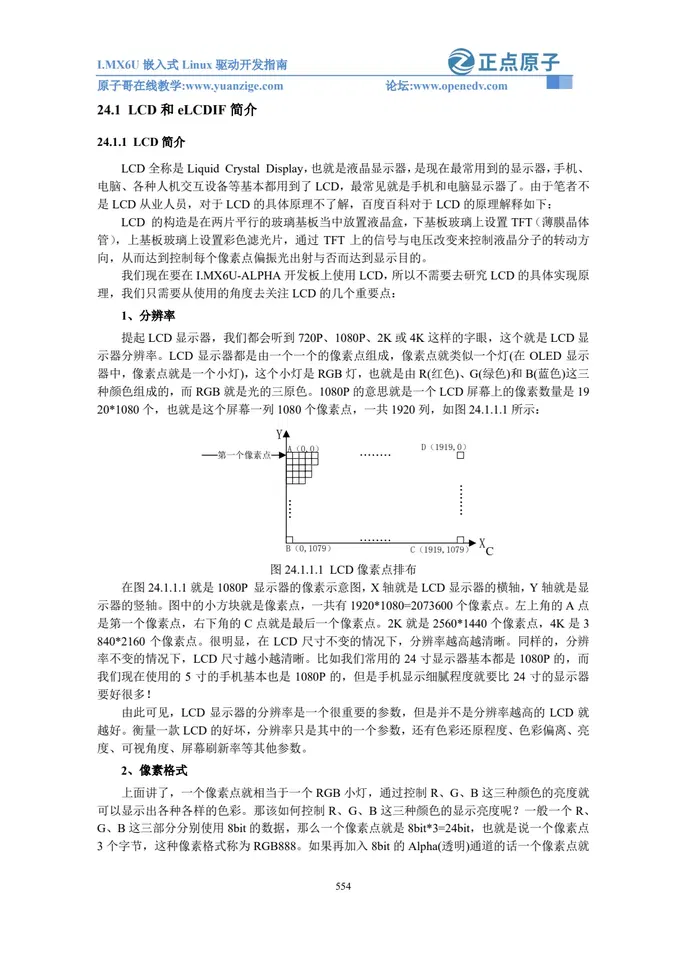 I.MX6U 嵌入式 Linux 驱动开发指南
正点原子
原子哥在线教学:www.yuanzige.com 论坛:www.openedv.com
24.1 LCD 和 eLCDIF 简介
24.1.1 LCD 简介
LCD 全称是 Liquid Crystal Display，也就是液晶显示器，是现在最常用到的显示器，手机、
电脑、各种人机交互设备等基本都用到了 LCD，最常见就是手机和电脑显示器了。由于笔者不
是 LCD 从业人员，对于 LCD 的具体原理不了解，百度百科对于 LCD 的原理解释如下：
LCD 的构造是在两片平行的玻璃基板当中放置液晶盒，下基板玻璃上设置 TFT（薄膜晶体
管），上基板玻璃上设置彩色滤光片，通过 TFT 上的信号与电压改变来控制液晶分子的转动方
向，从而达到控制每个像素点偏振光出射与否而达到显示目的。
我们现在要在 I.MX6U-ALPHA 开发板上使用 LCD，所以不需要去研究 LCD 的具体实现原
理，我们只需要从使用的角度去关注 LCD 的几个重要点：
1、分辨率
提起 LCD 显示器，我们都会听到 720P、1080P、2K 或 4K 这样的字眼，这个就是 LCD 显
示器分辨率。LCD 显示器都是由一个一个的像素点组成，像素点就类似一个灯(在 OLED 显示
器中，像素点就是一个小灯)，这个小灯是 RGB 灯，也就是由 R(红色)、G(绿色)和 B(蓝色)这三
种颜色组成的，而 RGB 就是光的三原色。1080P 的意思就是一个 LCD 屏幕上的像素数量是 19
20*1080 个，也就是这个屏幕一列 1080 个像素点，一共 1920 列，如图 24.1.1.1 所示：
Y
A（0,0） D（1919,0）
第一个像素点
B（0,1079） C（1919,1079） X
C
图 24.1.1.1 LCD 像素点排布
在图 24.1.1.1 就是 1080P 显示器的像素示意图，X 轴就是 LCD 显示器的横轴，Y 轴就是显
示器的竖轴。图中的小方块就是像素点，一共有 1920*1080=2073600 个像素点。左上角的 A 点
是第一个像素点，右下角的 C 点就是最后一个像素点。2K 就是 2560*1440 个像素点，4K 是 3
840*2160 个像素点。很明显，在 LCD 尺寸不变的情况下，分辨率越高越清晰。同样的，分辨
率不变的情况下，LCD 尺寸越小越清晰。比如我们常用的 24 寸显示器基本都是 1080P 的，而
我们现在使用的 5 寸的手机基本也是 1080P 的，但是手机显示细腻程度就要比 24 寸的显示器
要好很多！
由此可见，LCD 显示器的分辨率是一个很重要的参数，但是并不是分辨率越高的 LCD 就
越好。衡量一款 LCD 的好坏，分辨率只是其中的一个参数，还有色彩还原程度、色彩偏离、亮
度、可视角度、屏幕刷新率等其他参数。
2、像素格式
上面讲了，一个像素点就相当于一个 RGB 小灯，通过控制 R、G、B 这三种颜色的亮度就
可以显示出各种各样的色彩。那该如何控制 R、G、B 这三种颜色的显示亮度呢？一般一个 R、
G、B 这三部分分别使用 8bit 的数据，那么一个像素点就是 8bit*3=24bit，也就是说一个像素点
3 个字节，这种像素格式称为 RGB888。如果再加入 8bit 的 Alpha(透明)通道的话一个像素点就
554